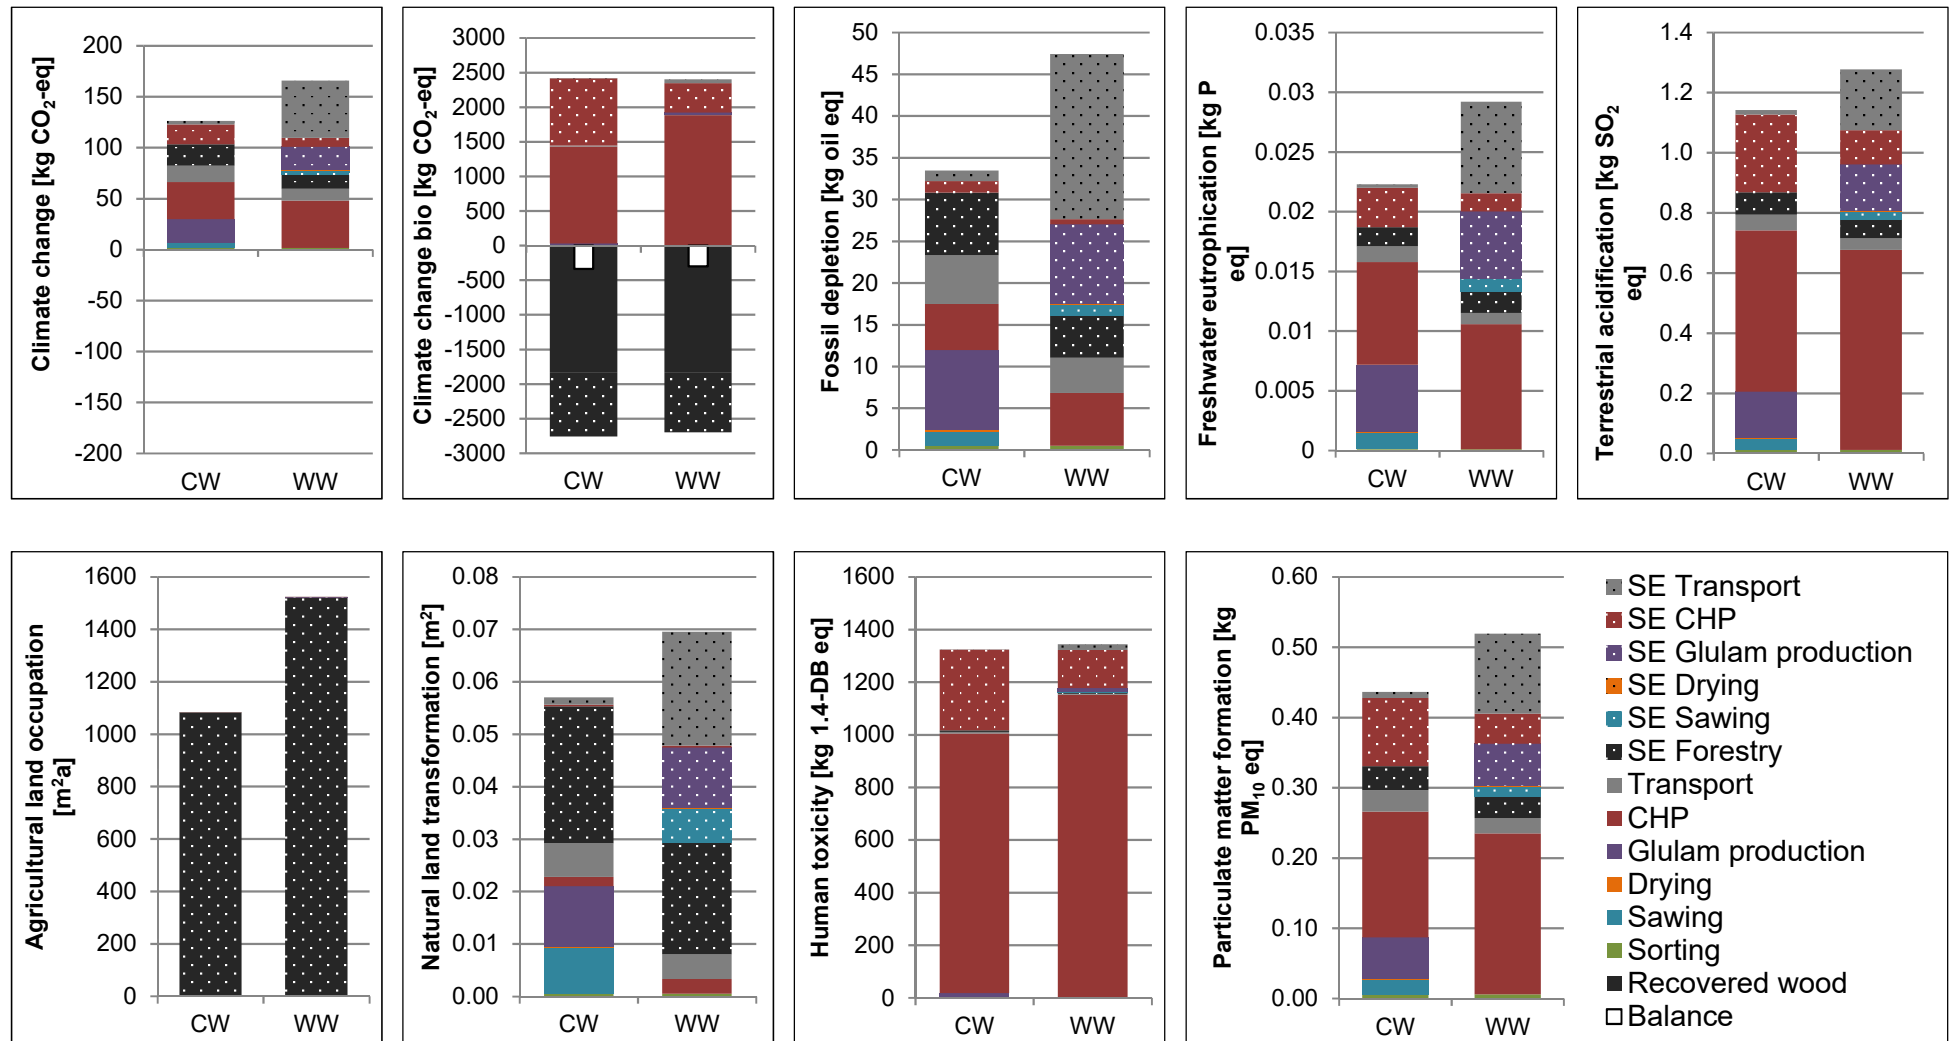 Climate change [kg CO₂-eq]
200
150
100
50
0
-50
-100
-150
-200
CW WW
Climate change bio [kg CO₂-eq]
3000
2500
2000
1500
1000
500
0
-500
-1000
-1500
-2000
-2500
-3000
CW WW
Fossil depletion [kg oil eq]
50
45
40
35
30
25
20
15
10
5
0
CW WW
Freshwater eutrophication [kg P
eq]
0.035
0.03
0.025
0.02
0.015
0.01
0.005
0
CW WW
Terrestrial acidification [kg SO₂
eq]
1.4
1.2
1.0
0.8
0.6
0.4
0.2
0.0
CW WW
Agricultural land occupation
[m²a]
1600
1400
1200
1000
800
600
400
200
0
CW WW
Natural land transformation [m²]
0.08
0.07
0.06
0.05
0.04
0.03
0.02
0.01
0.00
CW WW
Human toxicity [kg 1.4-DB eq]
1600
1400
1200
1000
800
600
400
200
0
CW WW
Particulate matter formation [kg
PM₁₀ eq]
0.60
0.50
0.40
0.30
0.20
0.10
0.00
CW WW
SE Transport
SE CHP
SE Glulam production
SE Drying
SE Sawing
SE Forestry
Transport
CHP
Glulam production
Drying
Sawing
Sorting
Recovered wood
Balance